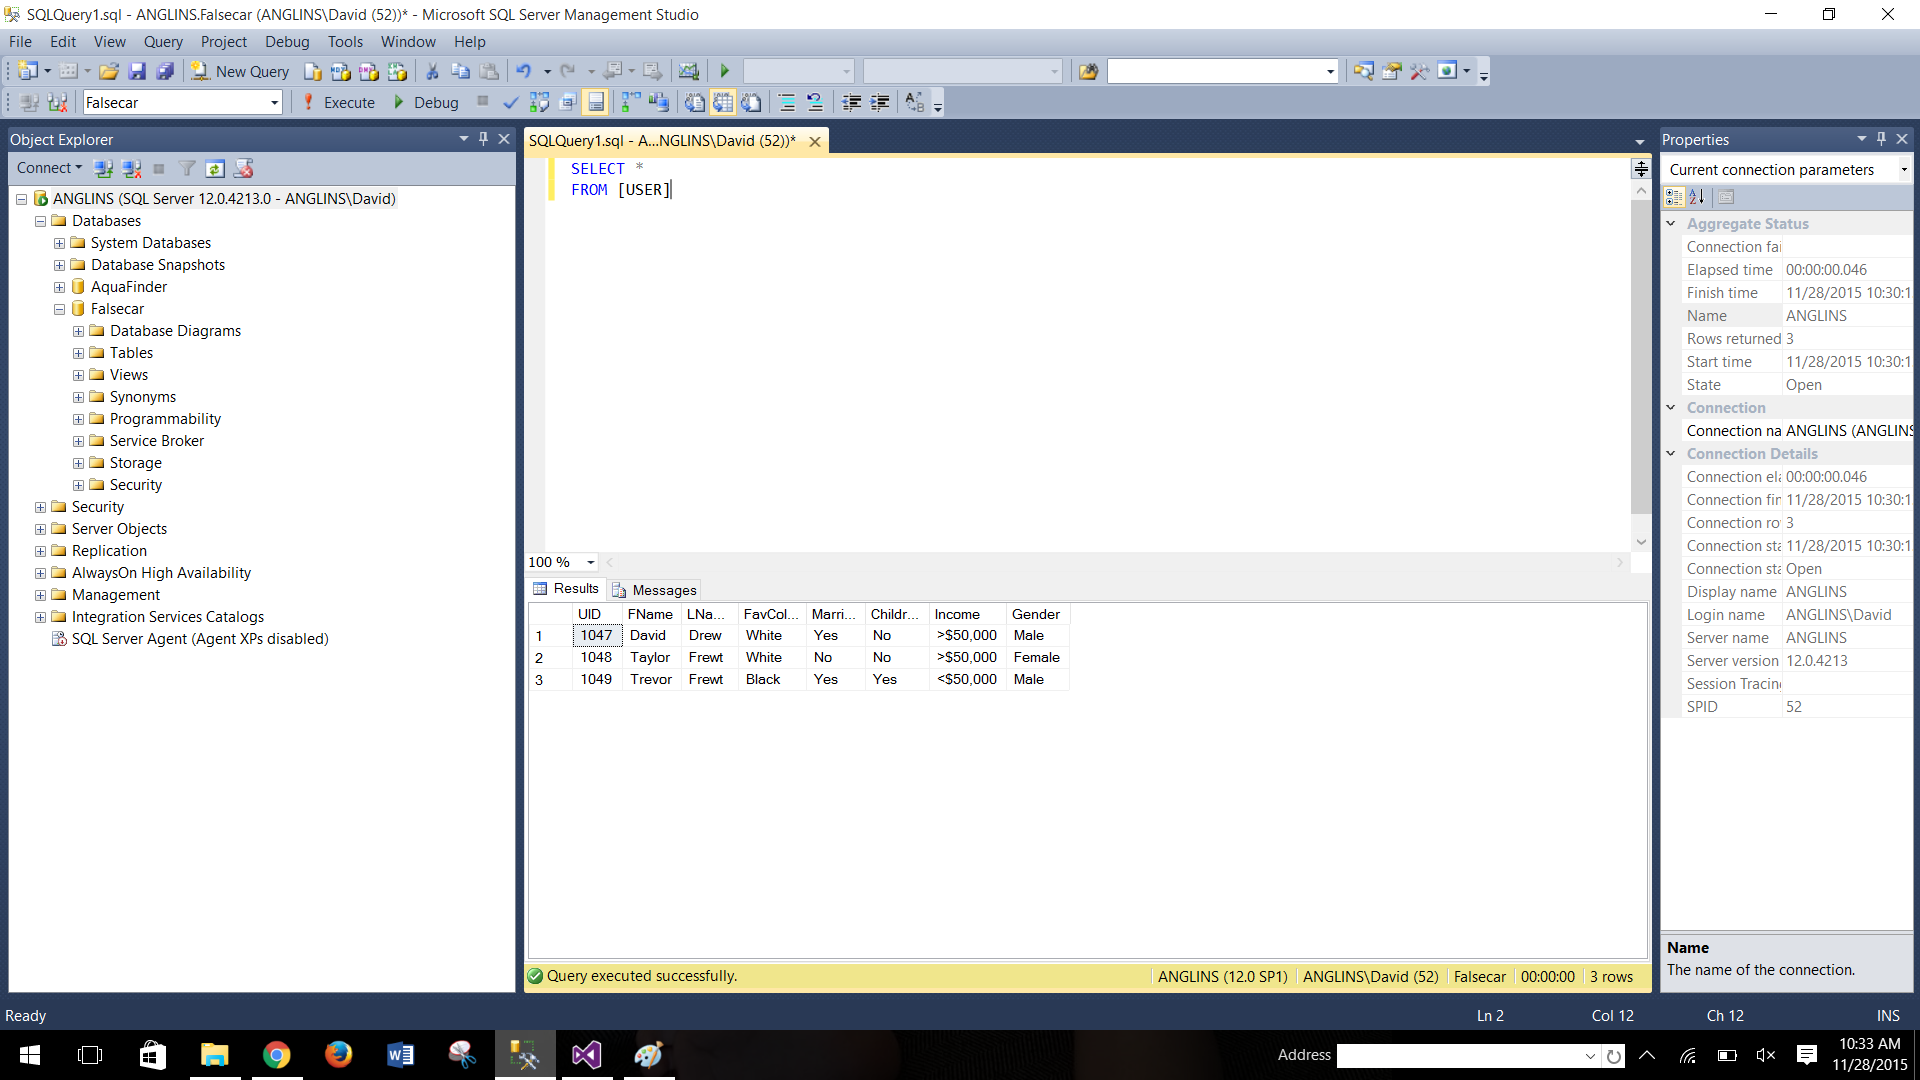 SQLQuery1.sql - ANGLINS.Falsecar (ANGLINS\David (52))* - Microsoft SQL Server Management Studio
File Edit View Query Project Debug Tools Window Help
New Query
Falsecar Execute Debug
Object Explorer
Connect
ANGLINS (SQL Server 12.0.4213.0 - ANGLINS\David)
Databases
System Databases
Database Snapshots
AquaFinder
Falsecar
Database Diagrams
Tables
Views
Synonyms
Programmability
Service Broker
Storage
Security
Security
Server Objects
Replication
AlwaysOn High Availability
Management
Integration Services Catalogs
SQL Server Agent (Agent XPs disabled)
SQLQuery1.sql - A...NGLINS\David (52))*
SELECT *
FROM [USER]
100 %
Results Messages
UID FName LNa... FavCol... Marri... Childr... Income Gender
1 1047 David Drew White Yes No >$50,000 Male
2 1048 Taylor Frewt White No No >$50,000 Female
3 1049 Trevor Frewt Black Yes Yes <$50,000 Male
Query executed successfully. ANGLINS (12.0 SP1) ANGLINS\David (52) Falsecar 00:00:00 3 rows
Properties
Current connection parameters
Aggregate Status
Connection fai
Elapsed time 00:00:00.046
Finish time 11/28/2015 10:30:1
Name ANGLINS
Rows returned 3
Start time 11/28/2015 10:30:1
State Open
Connection
Connection na ANGLINS (ANGLINS
Connection Details
Connection ela 00:00:00.046
Connection fin 11/28/2015 10:30:1
Connection ro 3
Connection sta 11/28/2015 10:30:1
Connection sta Open
Display name ANGLINS
Login name ANGLINS\David
Server name ANGLINS
Server version 12.0.4213
Session Tracin
SPID 52
Name
The name of the connection.
Ready Ln 2 Col 12 Ch 12 INS
Address
10:33 AM
11/28/2015